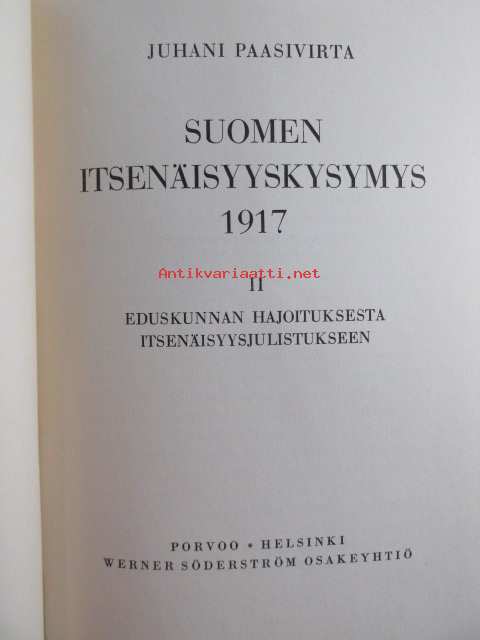 JUHANI PAASIVIRTA
SUOMEN
ITSENÄISYYSKYSYMYS
1917
Antikvariaatti.net
II
EDUSKUNNAN HAJOITUKSESTA
ITSENÄISYYSJULISTUKSEEN
PORVOO • HELSINKI
WERNER SÖDERSTRÖM OSAKEYHTIÖ